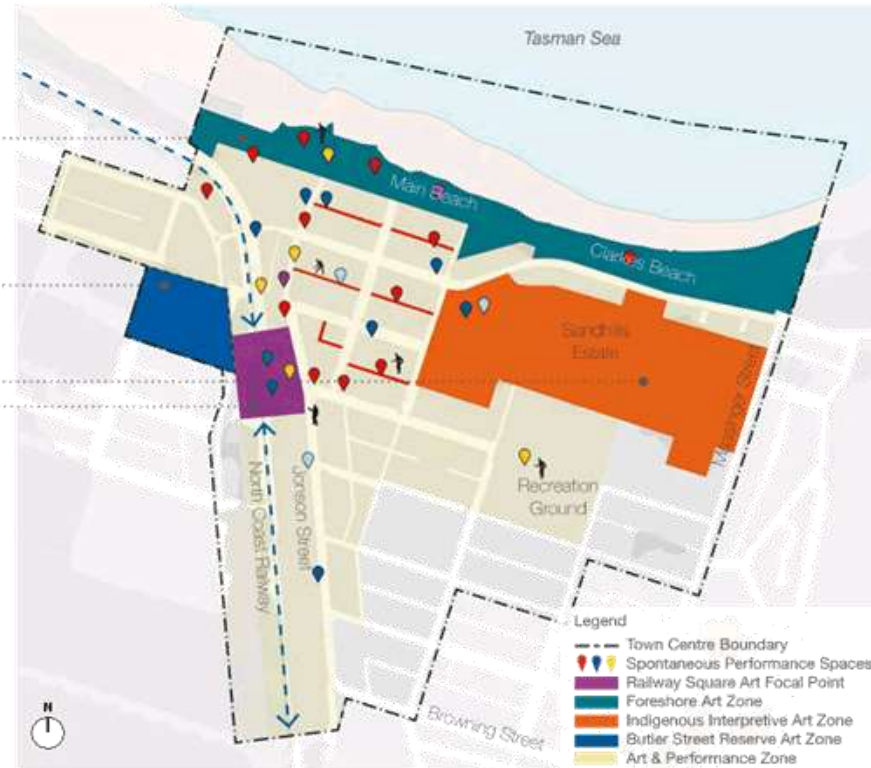 Tasman Sea
Main Beach
Clarkes Beach
Sandhills
Estate
Massinger Street
Recreation
Ground
Jonson Street
North Coast Railway
Browning Street
N
Legend
Town Centre Boundary
Spontaneous Performance Spaces
Railway Square Art Focal Point
Foreshore Art Zone
Indigenous Interpretive Art Zone
Butler Street Reserve Art Zone
Art & Performance Zone